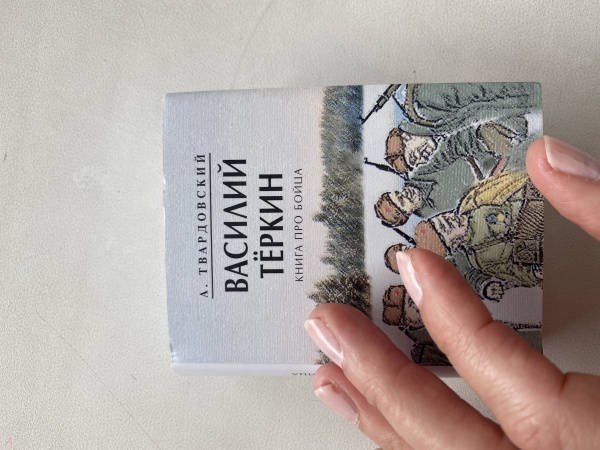 А. ТВАРДОВСКИЙ
ВАСИЛИЙ
ТЁРКИН
КНИГА ПРО БОЙЦА